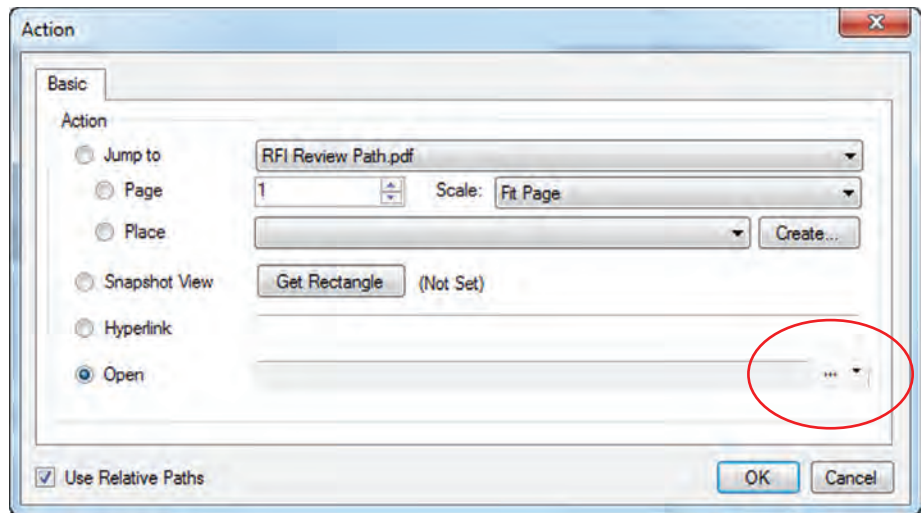 Action
Basic
Action
Jump to RFI Review Path.pdf
Page 1 Scale: Fit Page
Place Create...
Snapshot View Get Rectangle (Not Set)
Hyperlink
Open ...
Use Relative Paths OK Cancel